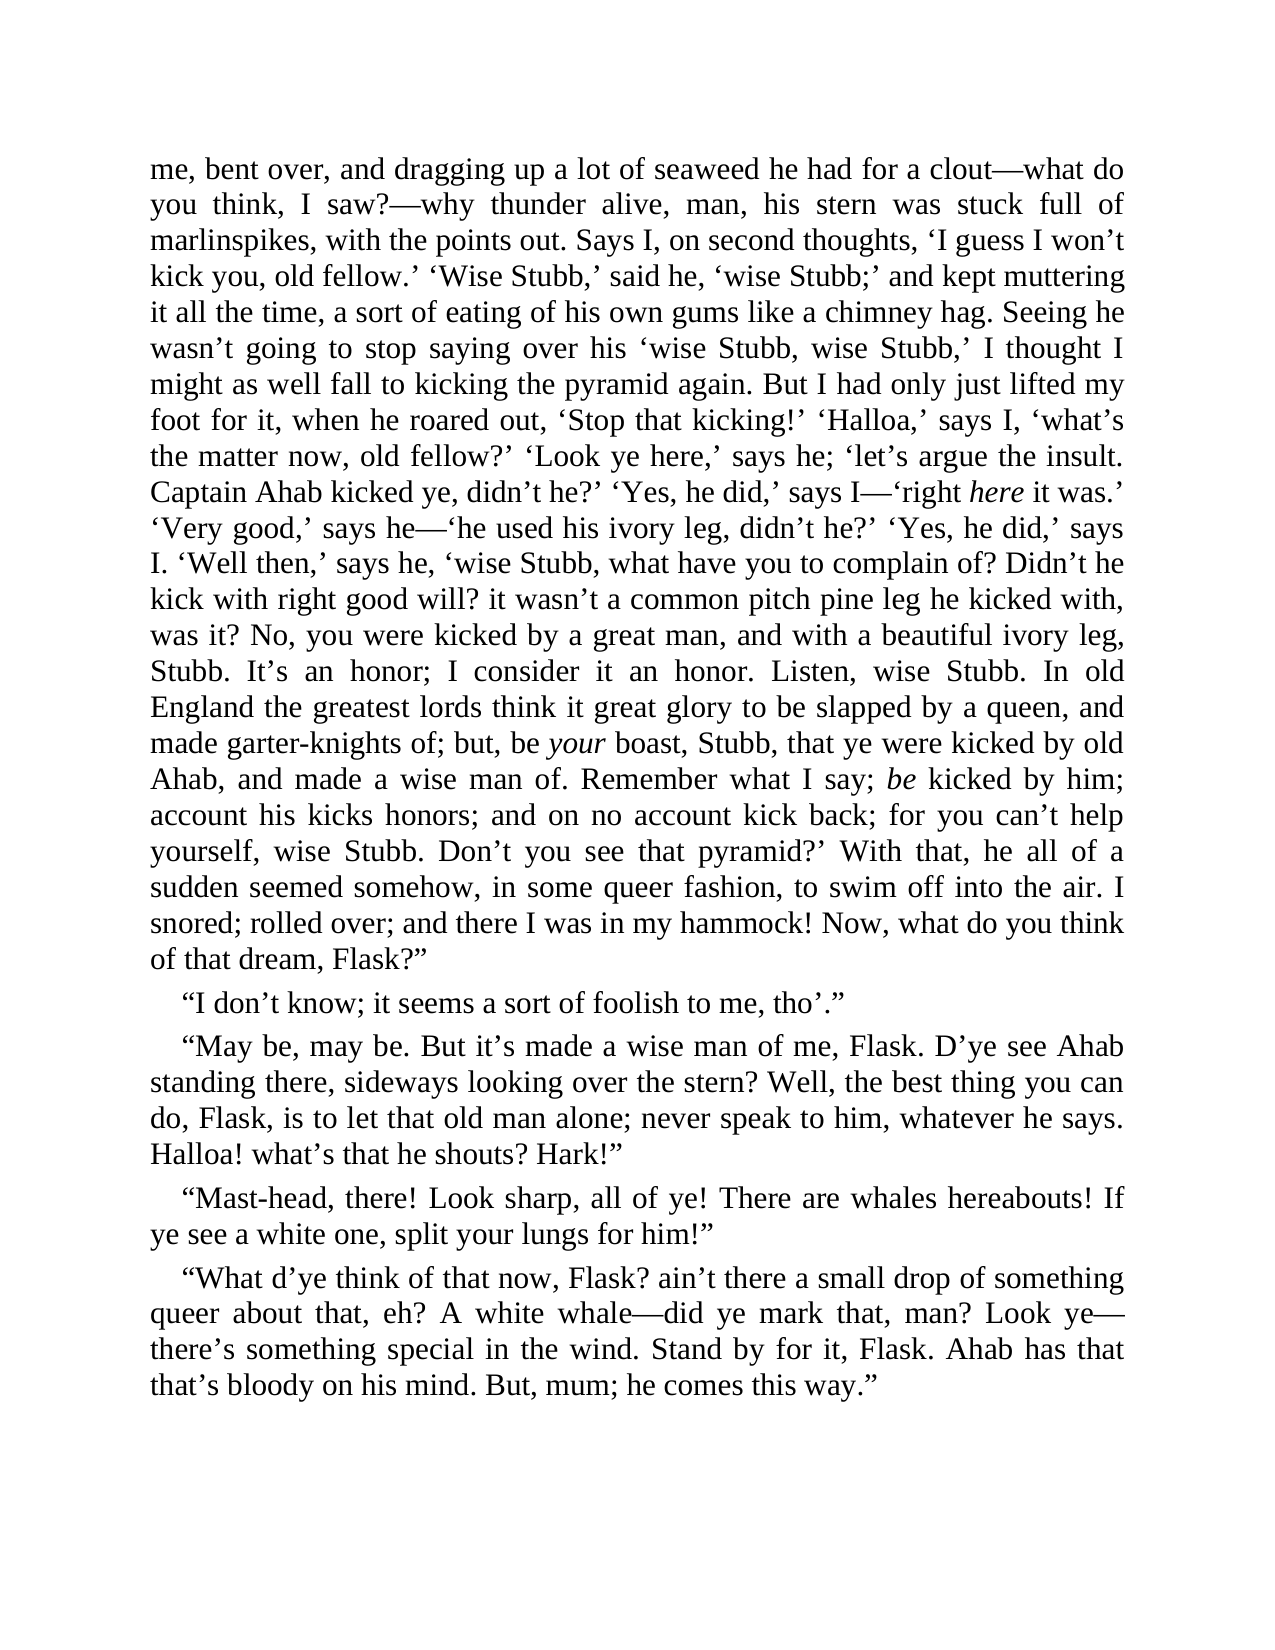 me, bent over, and dragging up a lot of seaweed he had for a clout—what do
you think, I saw?—why thunder alive, man, his stern was stuck full of
marlinspikes, with the points out. Says I, on second thoughts, ‘I guess I won’t
kick you, old fellow.’ ‘Wise Stubb,’ said he, ‘wise Stubb;’ and kept muttering
it all the time, a sort of eating of his own gums like a chimney hag. Seeing he
wasn’t going to stop saying over his ‘wise Stubb, wise Stubb,’ I thought I
might as well fall to kicking the pyramid again. But I had only just lifted my
foot for it, when he roared out, ‘Stop that kicking!’ ‘Halloa,’ says I, ‘what’s
the matter now, old fellow?’ ‘Look ye here,’ says he; ‘let’s argue the insult.
Captain Ahab kicked ye, didn’t he?’ ‘Yes, he did,’ says I—‘right here it was.’
‘Very good,’ says he—‘he used his ivory leg, didn’t he?’ ‘Yes, he did,’ says
I. ‘Well then,’ says he, ‘wise Stubb, what have you to complain of? Didn’t he
kick with right good will? it wasn’t a common pitch pine leg he kicked with,
was it? No, you were kicked by a great man, and with a beautiful ivory leg,
Stubb. It’s an honor; I consider it an honor. Listen, wise Stubb. In old
England the greatest lords think it great glory to be slapped by a queen, and
made garter-knights of; but, be your boast, Stubb, that ye were kicked by old
Ahab, and made a wise man of. Remember what I say; be kicked by him;
account his kicks honors; and on no account kick back; for you can’t help
yourself, wise Stubb. Don’t you see that pyramid?’ With that, he all of a
sudden seemed somehow, in some queer fashion, to swim off into the air. I
snored; rolled over; and there I was in my hammock! Now, what do you think
of that dream, Flask?”
“I don’t know; it seems a sort of foolish to me, tho’.”
“May be, may be. But it’s made a wise man of me, Flask. D’ye see Ahab
standing there, sideways looking over the stern? Well, the best thing you can
do, Flask, is to let that old man alone; never speak to him, whatever he says.
Halloa! what’s that he shouts? Hark!”
“Mast-head, there! Look sharp, all of ye! There are whales hereabouts! If
ye see a white one, split your lungs for him!”
“What d’ye think of that now, Flask? ain’t there a small drop of something
queer about that, eh? A white whale—did ye mark that, man? Look ye—
there’s something special in the wind. Stand by for it, Flask. Ahab has that
that’s bloody on his mind. But, mum; he comes this way.”